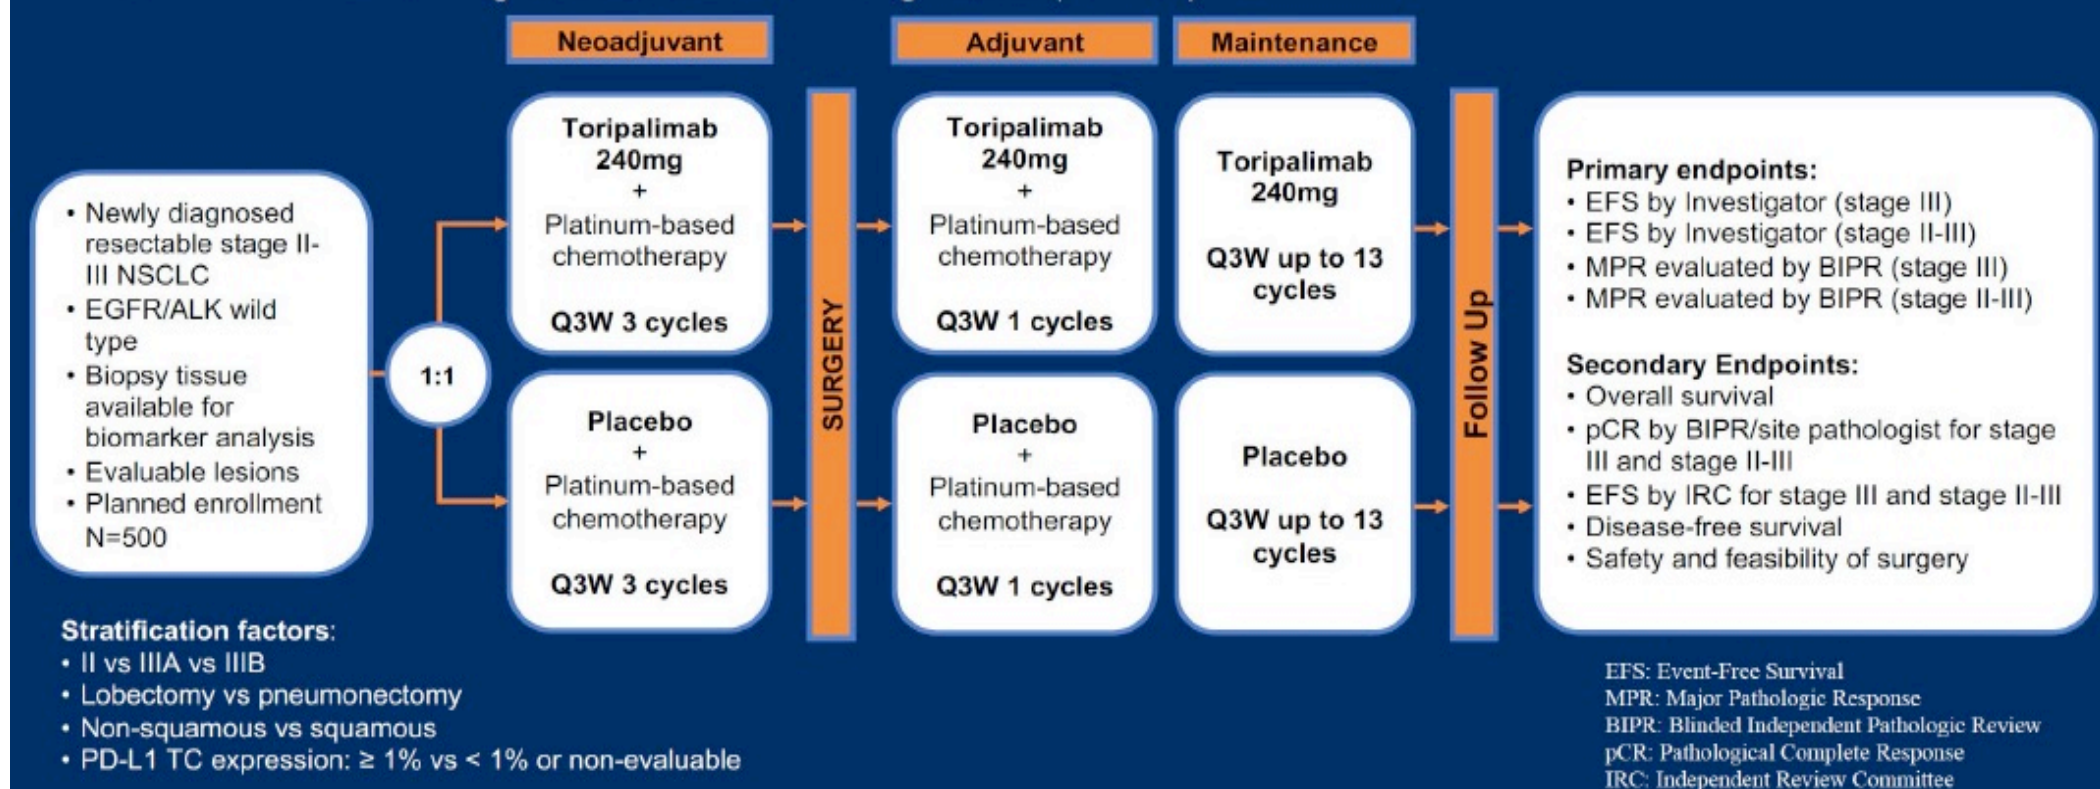 Neoadjuvant
Adjuvant
Maintenance
• Newly diagnosed
resectable stage II-
III NSCLC
• EGFR/ALK wild
type
• Biopsy tissue
available for
biomarker analysis
• Evaluable lesions
• Planned enrollment
N=500
1:1
Toripalimab
240mg
+
Platinum-based
chemotherapy
Q3W 3 cycles
Placebo
+
Platinum-based
chemotherapy
Q3W 3 cycles
SURGERY
Toripalimab
240mg
+
Platinum-based
chemotherapy
Q3W 1 cycles
Placebo
+
Platinum-based
chemotherapy
Q3W 1 cycles
Toripalimab
240mg
Q3W up to 13
cycles
Placebo
Q3W up to 13
cycles
Follow Up
Primary endpoints:
• EFS by Investigator (stage III)
• EFS by Investigator (stage II-III)
• MPR evaluated by BIPR (stage III)
• MPR evaluated by BIPR (stage II-III)
Secondary Endpoints:
• Overall survival
• pCR by BIPR/site pathologist for stage
III and stage II-III
• EFS by IRC for stage III and stage II-III
• Disease-free survival
• Safety and feasibility of surgery
Stratification factors:
• II vs IIIA vs IIIB
• Lobectomy vs pneumonectomy
• Non-squamous vs squamous
• PD-L1 TC expression: ≥ 1% vs < 1% or non-evaluable
EFS: Event-Free Survival
MPR: Major Pathologic Response
BIPR: Blinded Independent Pathologic Review
pCR: Pathological Complete Response
IRC: Independent Review Committee